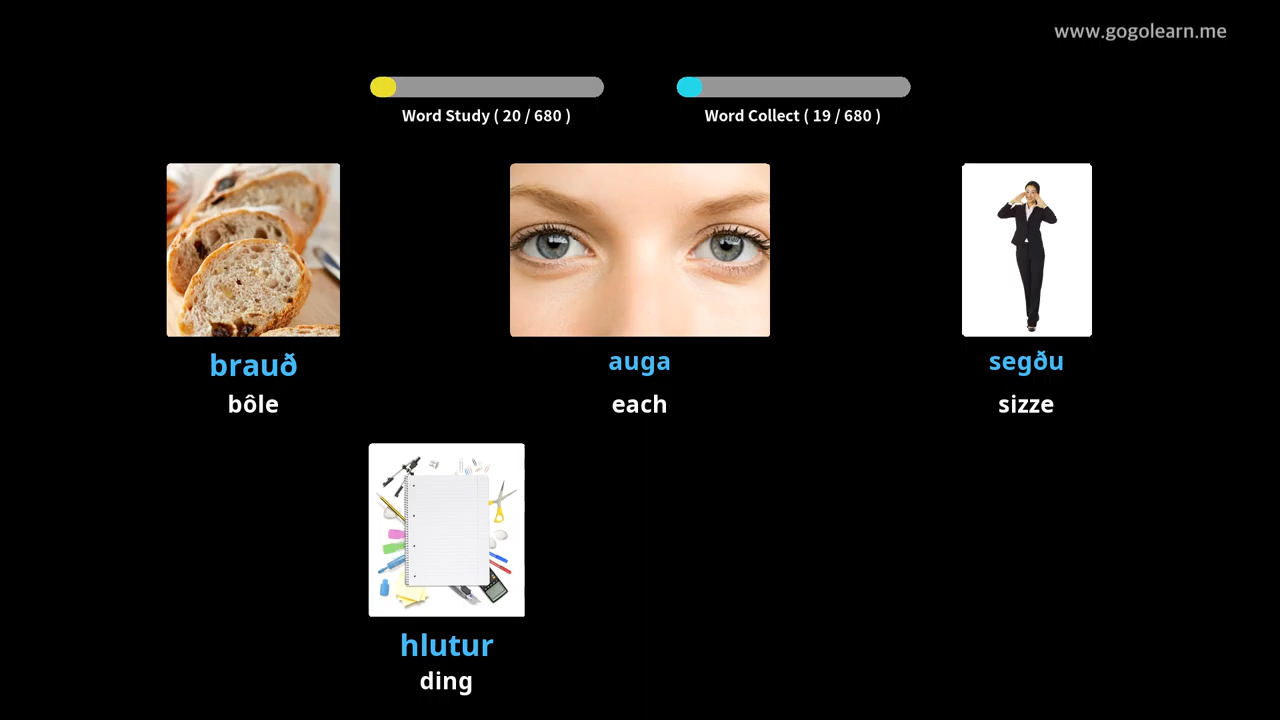 www.gogolearn.me
Word Study ( 20 / 680 )
Word Collect ( 19 / 680 )
brauð
bôle
auga
each
segðu
sizze
hlutur
ding